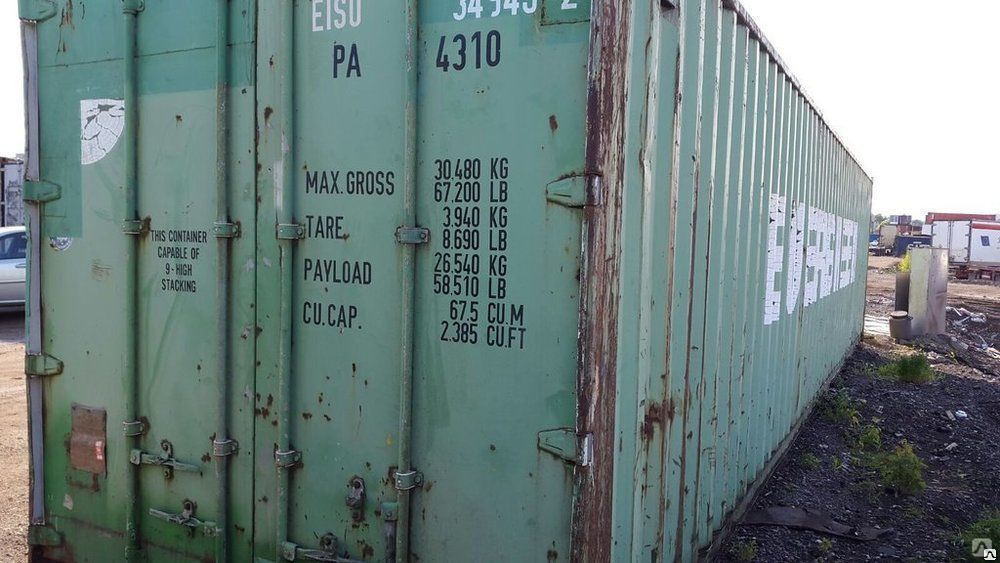 EISU 34943 2
PA 4310
MAX.GROSS 30.480 KG
67.200 LB
TARE 3.940 KG
8.690 LB
PAYLOAD 26.540 KG
58.510 LB
CU.CAP. 67.5 CU.M
2.385 CU.FT
THIS CONTAINER
CAPABLE OF
9-HIGH
STACKING
EVERGREEN